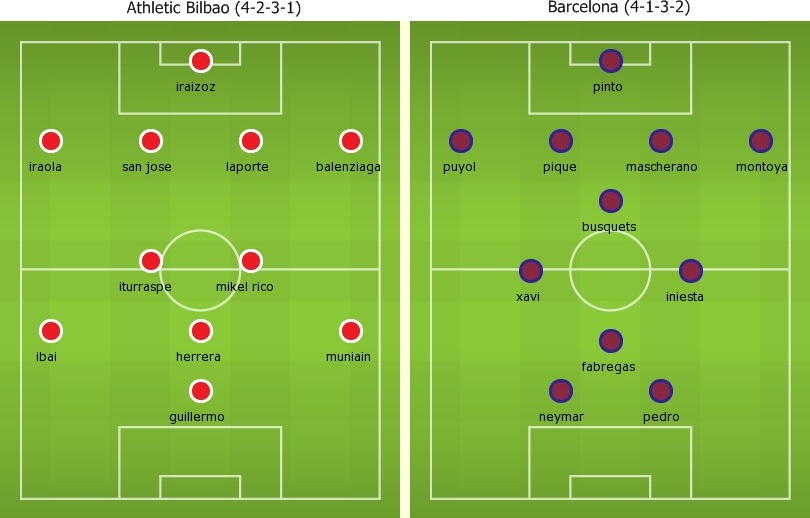 Athletic Bilbao (4-2-3-1)
iraizoz
iraola san jose laporte balenziaga
iturraspe mikel rico
ibai herrera muniain
guillermo
Barcelona (4-1-3-2)
pinto
puyol pique mascherano montoya
busquets
xavi iniesta
fabregas
neymar pedro